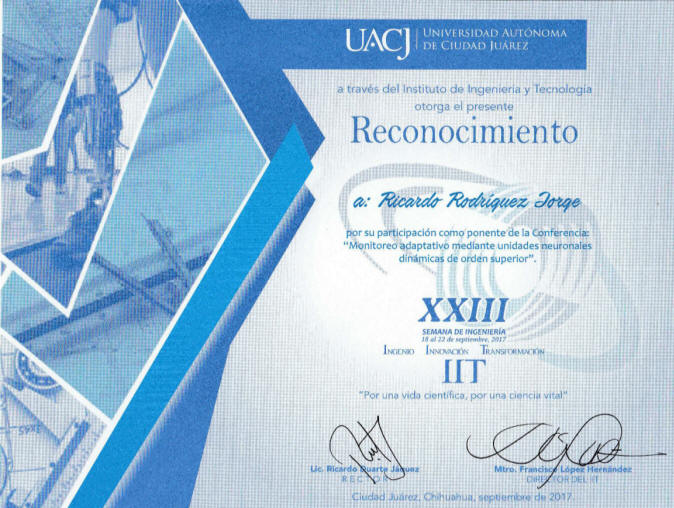 UACJ
UNIVERSIDAD AUTÓNOMA
DE CIUDAD JUÁREZ
a través del Instituto de Ingeniería y Tecnología
otorga el presente
Reconocimiento
a: Ricardo Rodríguez Jorge
por su participación como ponente de la Conferencia:
"Monitoreo adaptativo mediante unidades neuronales
dinámicas de orden superior".
XXIII
SEMANA DE INGENIERÍA
18 al 22 de septiembre, 2017
INGENIO INNOVACIÓN TRANSFORMACIÓN
IIT
"Por una vida científica, por una ciencia vital"
Lic. Ricardo Duarte Jáquez
RECTOR
Mtro. Francisco López Hernández
DIRECTOR DEL IIT
Ciudad Juárez, Chihuahua, septiembre de 2017.